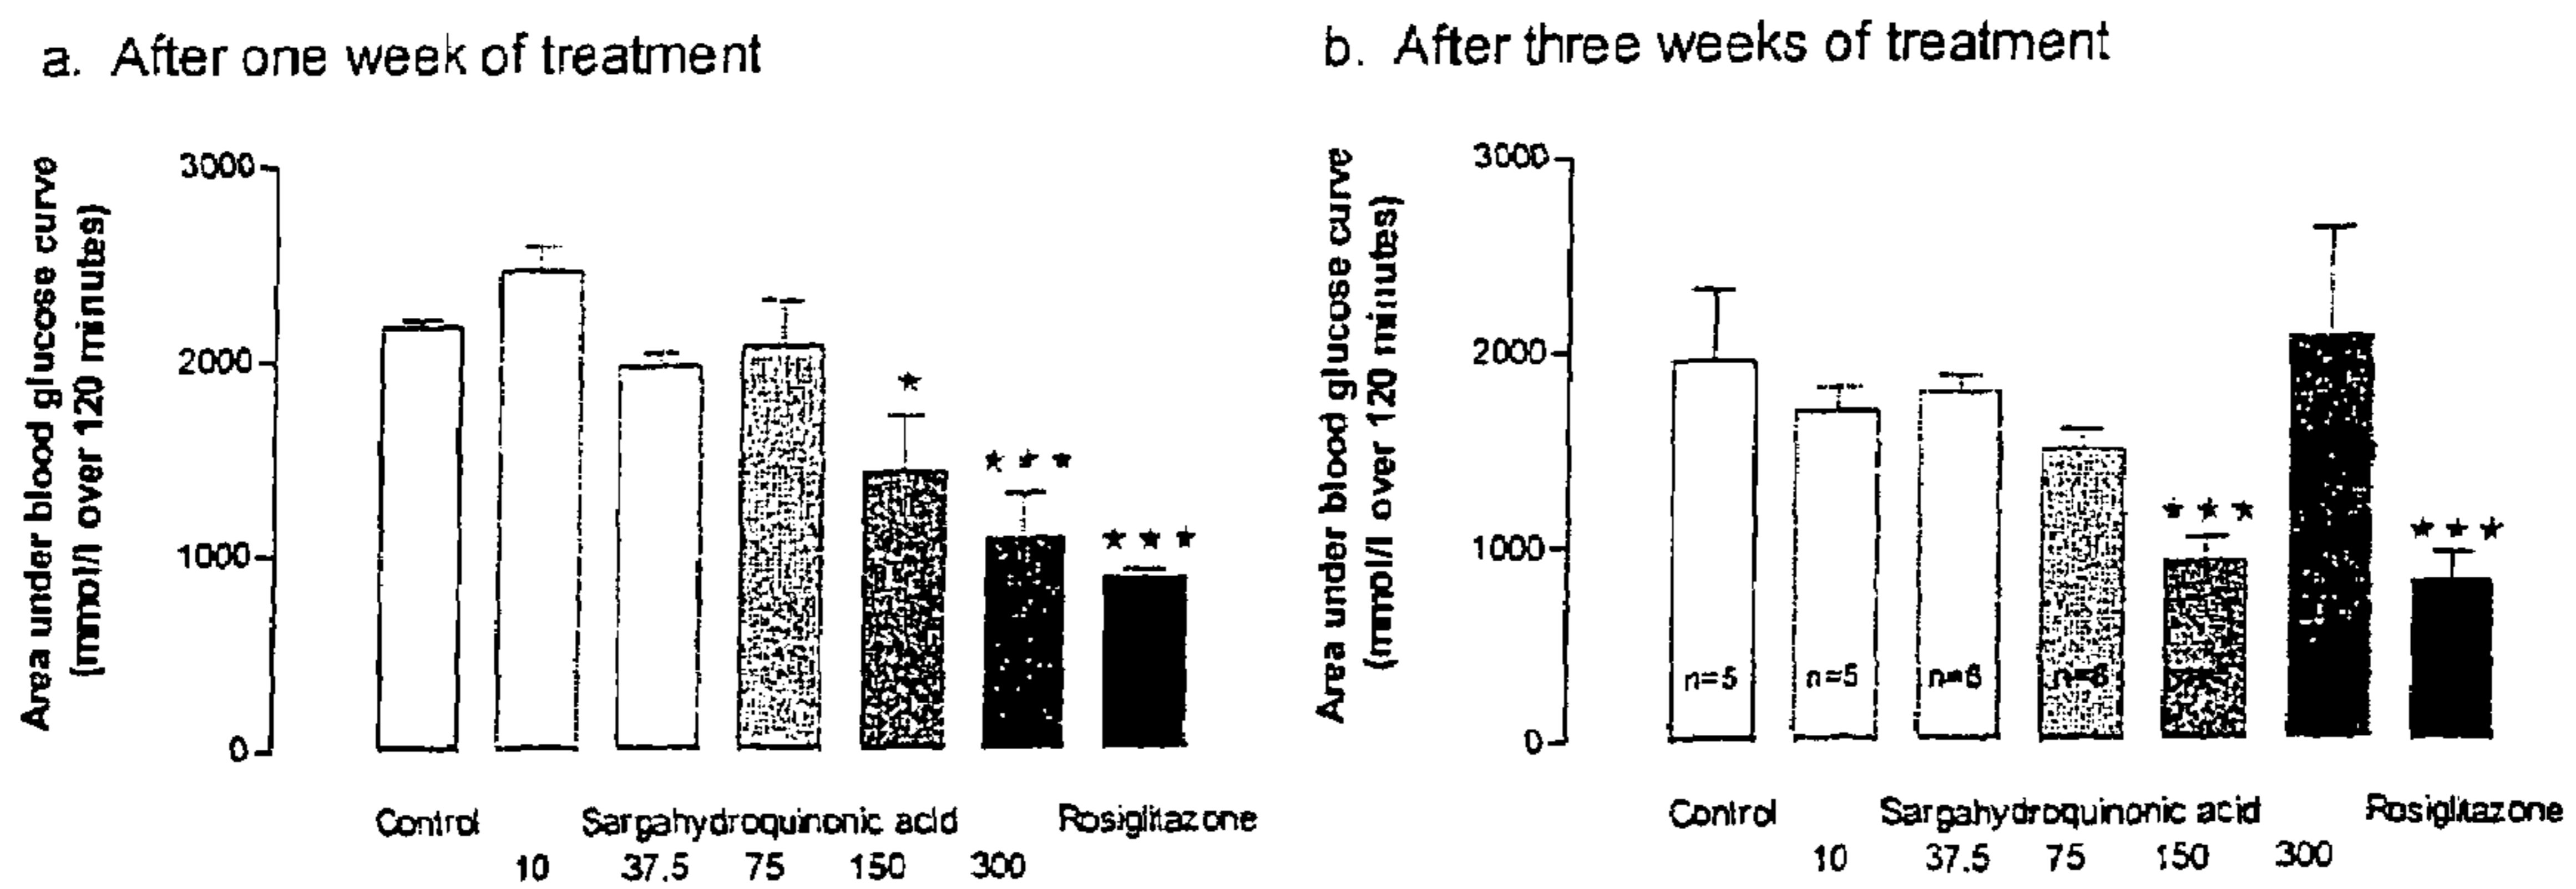 a. After one week of treatment
Area under blood glucose curve
(mmol/l over 120 minutes)
3000
2000
1000
0
★
★ ★ ★
★ ★ ★
Control
Sargahydroquinonic acid
Rosiglitazone
10 37.5 75 150 300
b. After three weeks of treatment
Area under blood glucose curve
(mmol/l over 120 minutes)
3000
2000
1000
0
★ ★ ★
★ ★ ★
n=5
n=5
n=6
Control
Sargahydroquinonic acid
Rosiglitazone
10 37.5 75 150 300